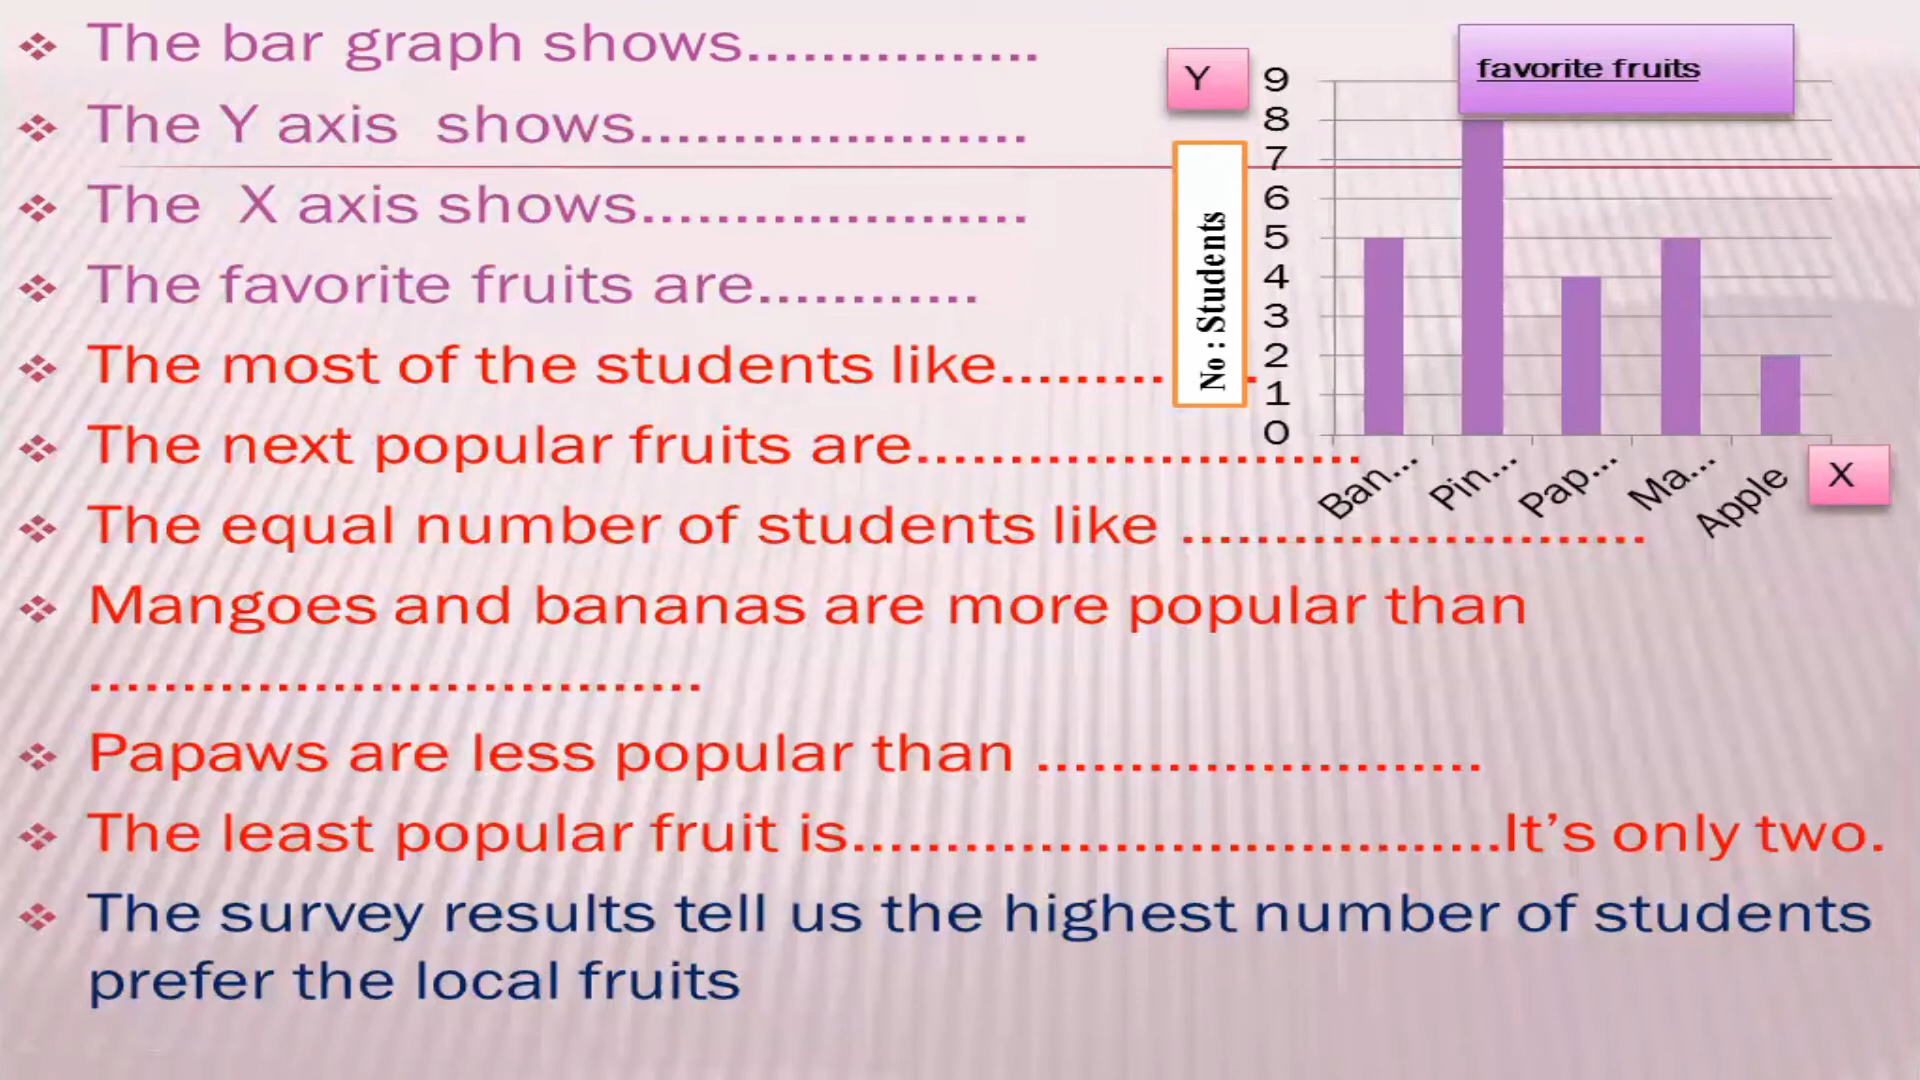 The bar graph shows................
The Y axis shows.....................
The X axis shows.....................
The favorite fruits are............
The most of the students like..............
The next popular fruits are........................
The equal number of students like .........................
Mangoes and bananas are more popular than
.................................
Papaws are less popular than ........................
The least popular fruit is...................................It’s only two.
The survey results tell us the highest number of students
prefer the local fruits
favorite fruits
Y
No : Students
9
8
7
6
5
4
3
2
1
0
Ban...
Pin...
Pap...
Ma...
Apple
X